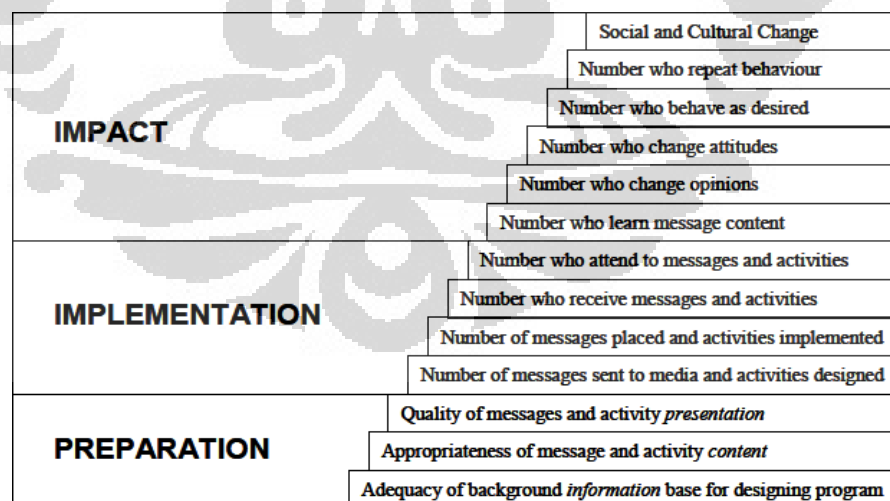 Social and Cultural Change
Number who repeat behaviour
Number who behave as desired
IMPACT
Number who change attitudes
Number who change opinions
Number who learn message content
Number who attend to messages and activities
Number who receive messages and activities
IMPLEMENTATION
Number of messages placed and activities implemented
Number of messages sent to media and activities designed
Quality of messages and activity presentation
PREPARATION
Appropriateness of message and activity content
Adequacy of background information base for designing program